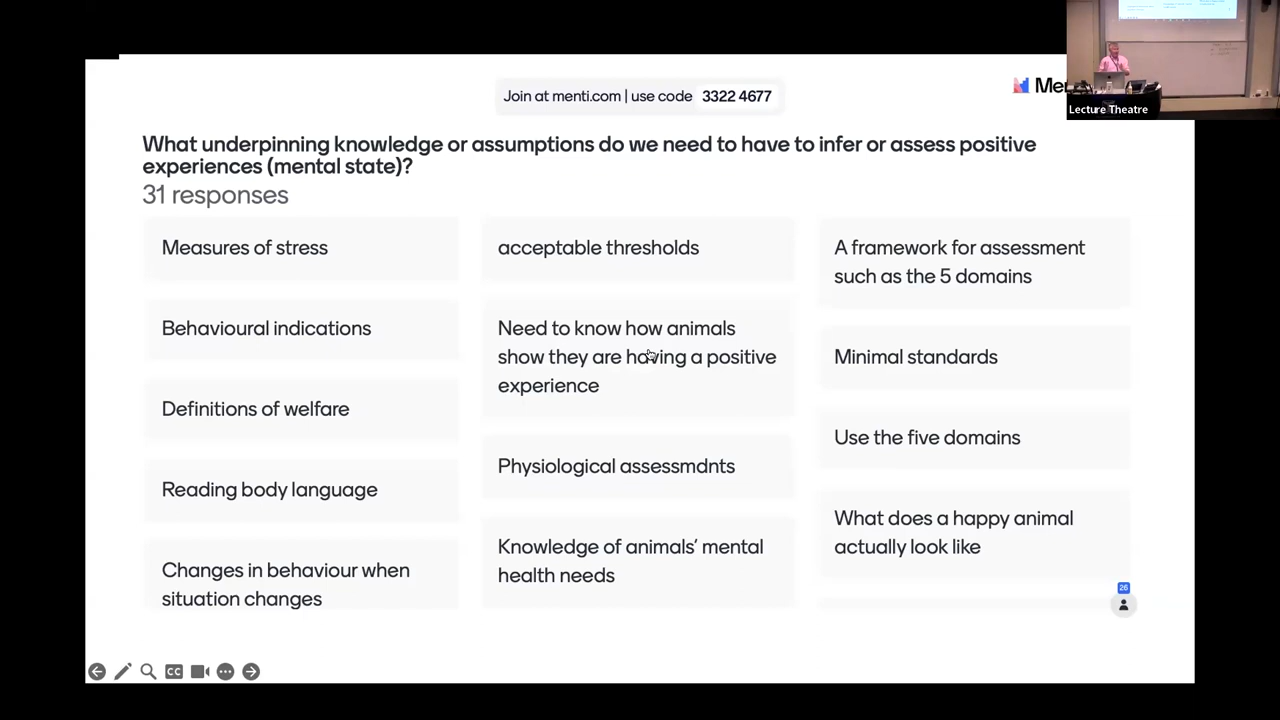 Join at menti.com | use code 3322 4677
Lecture Theatre
What underpinning knowledge or assumptions do we need to have to infer or assess positive
experiences (mental state)?
31 responses
Measures of stress
Behavioural indications
Definitions of welfare
Reading body language
Changes in behaviour when
situation changes
acceptable thresholds
Need to know how animals
show they are having a positive
experience
Physiological assessmdnts
Knowledge of animals' mental
health needs
A framework for assessment
such as the 5 domains
Minimal standards
Use the five domains
What does a happy animal
actually look like
26
CC